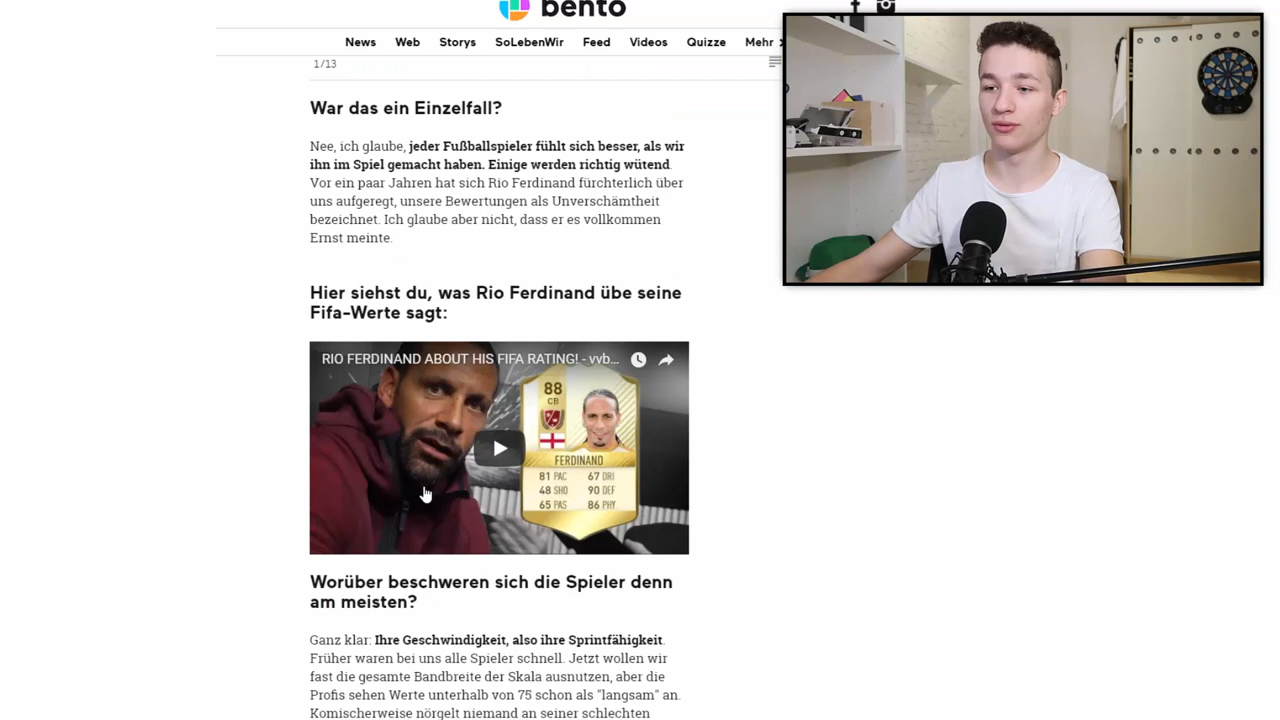 bento
News Web Storys SoLebenWir Feed Videos Quizze Mehr
1/13
War das ein Einzelfall?
Nee, ich glaube, jeder Fußballspieler fühlt sich besser, als wir
ihn im Spiel gemacht haben. Einige werden richtig wütend
Vor ein paar Jahren hat sich Rio Ferdinand fürchterlich über
uns aufgeregt, unsere Bewertungen als Unverschämtheit
bezeichnet. Ich glaube aber nicht, dass er es vollkommen
Ernst meinte.
Hier siehst du, was Rio Ferdinand übe seine
Fifa-Werte sagt:
RIO FERDINAND ABOUT HIS FIFA RATING! - vvb...
88
CB
FERDINAND
81 PAC 67 DRI
48 SHO 90 DEF
65 PAS 86 PHY
Worüber beschweren sich die Spieler denn
am meisten?
Ganz klar: Ihre Geschwindigkeit, also ihre Sprintfähigkeit.
Früher waren bei uns alle Spieler schnell. Jetzt wollen wir
fast die gesamte Bandbreite der Skala ausnutzen, aber die
Profis sehen Werte unterhalb von 75 schon als "langsam" an.
Komischerweise nörgelt niemand an seiner schlechten